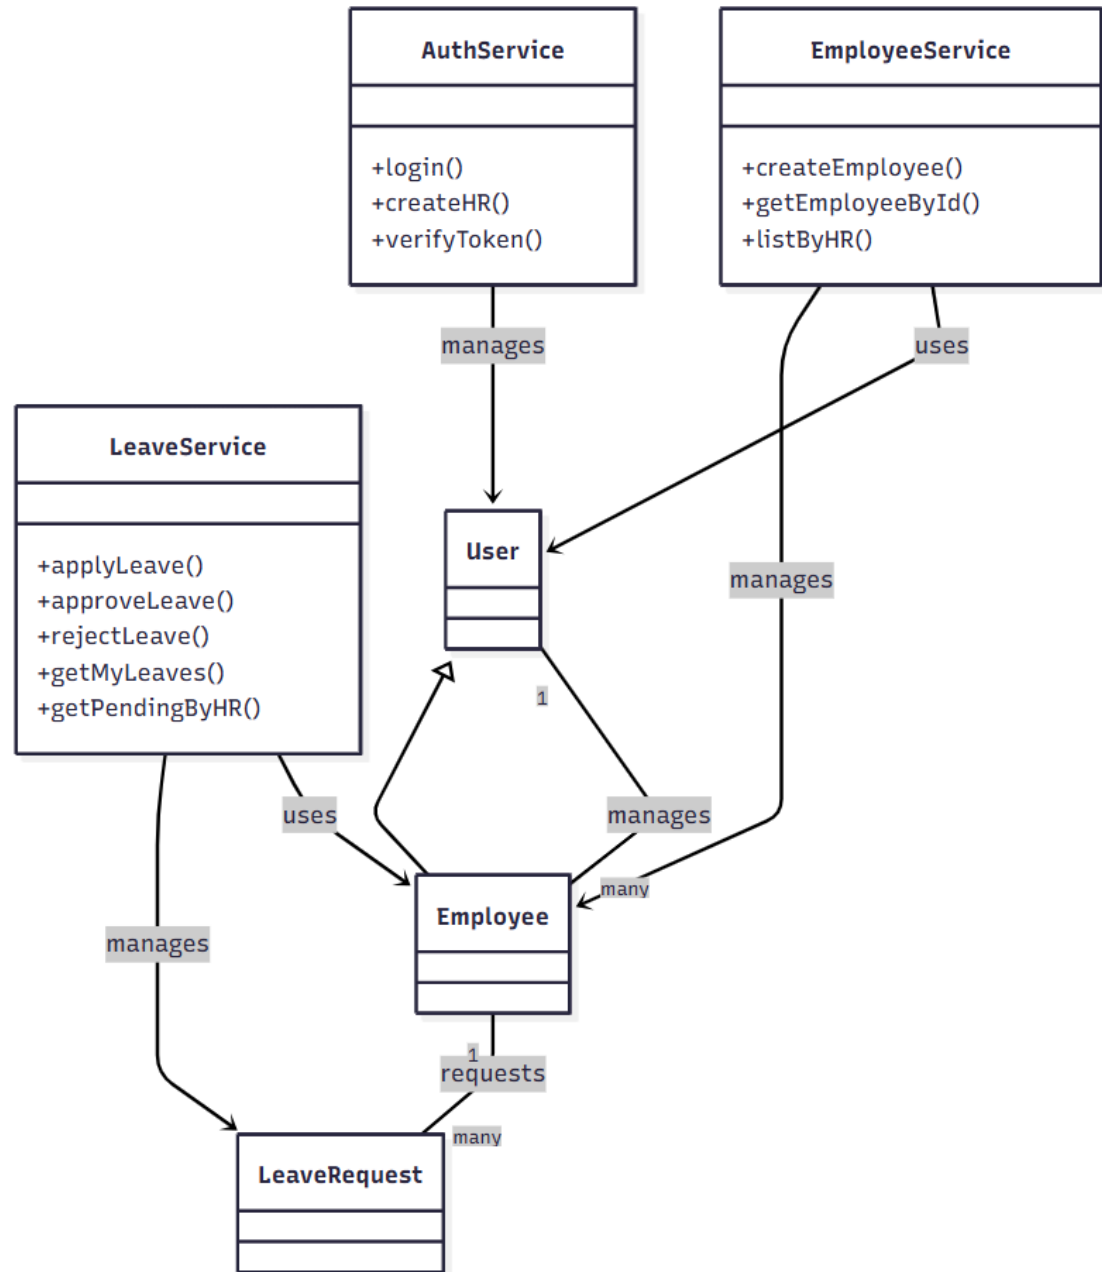 AuthService
+login()
+createHR()
+verifyToken()
EmployeeService
+createEmployee()
+getEmployeeById()
+listByHR()
manages
uses
LeaveService
+applyLeave()
+approveLeave()
+rejectLeave()
+getMyLeaves()
+getPendingByHR()
User
manages
1
uses
manages
many
Employee
manages
1
requests
many
LeaveRequest